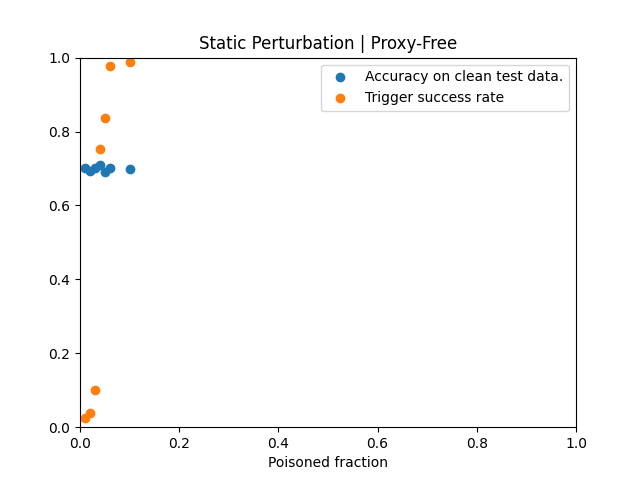 Static Perturbation | Proxy-Free
1.0
Accuracy on clean test data.
Trigger success rate
0.8
0.6
0.4
0.2
0.0
0.0 0.2 0.4 0.6 0.8 1.0
Poisoned fraction